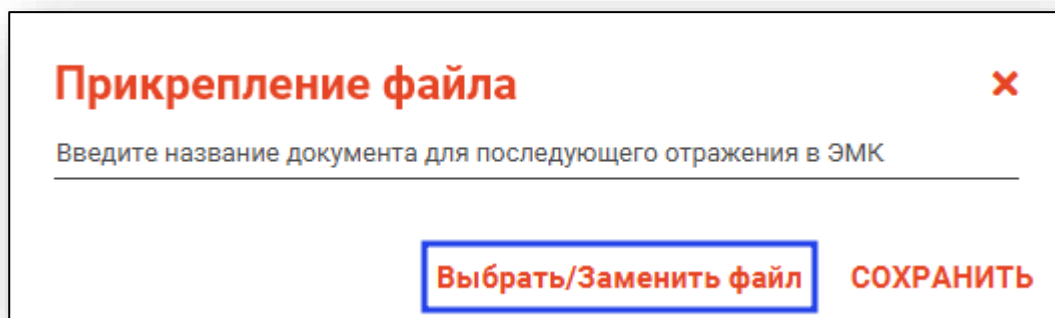 Прикрепление файла
Введите название документа для последующего отражения в ЭМК
Выбрать/Заменить файл СОХРАНИТЬ